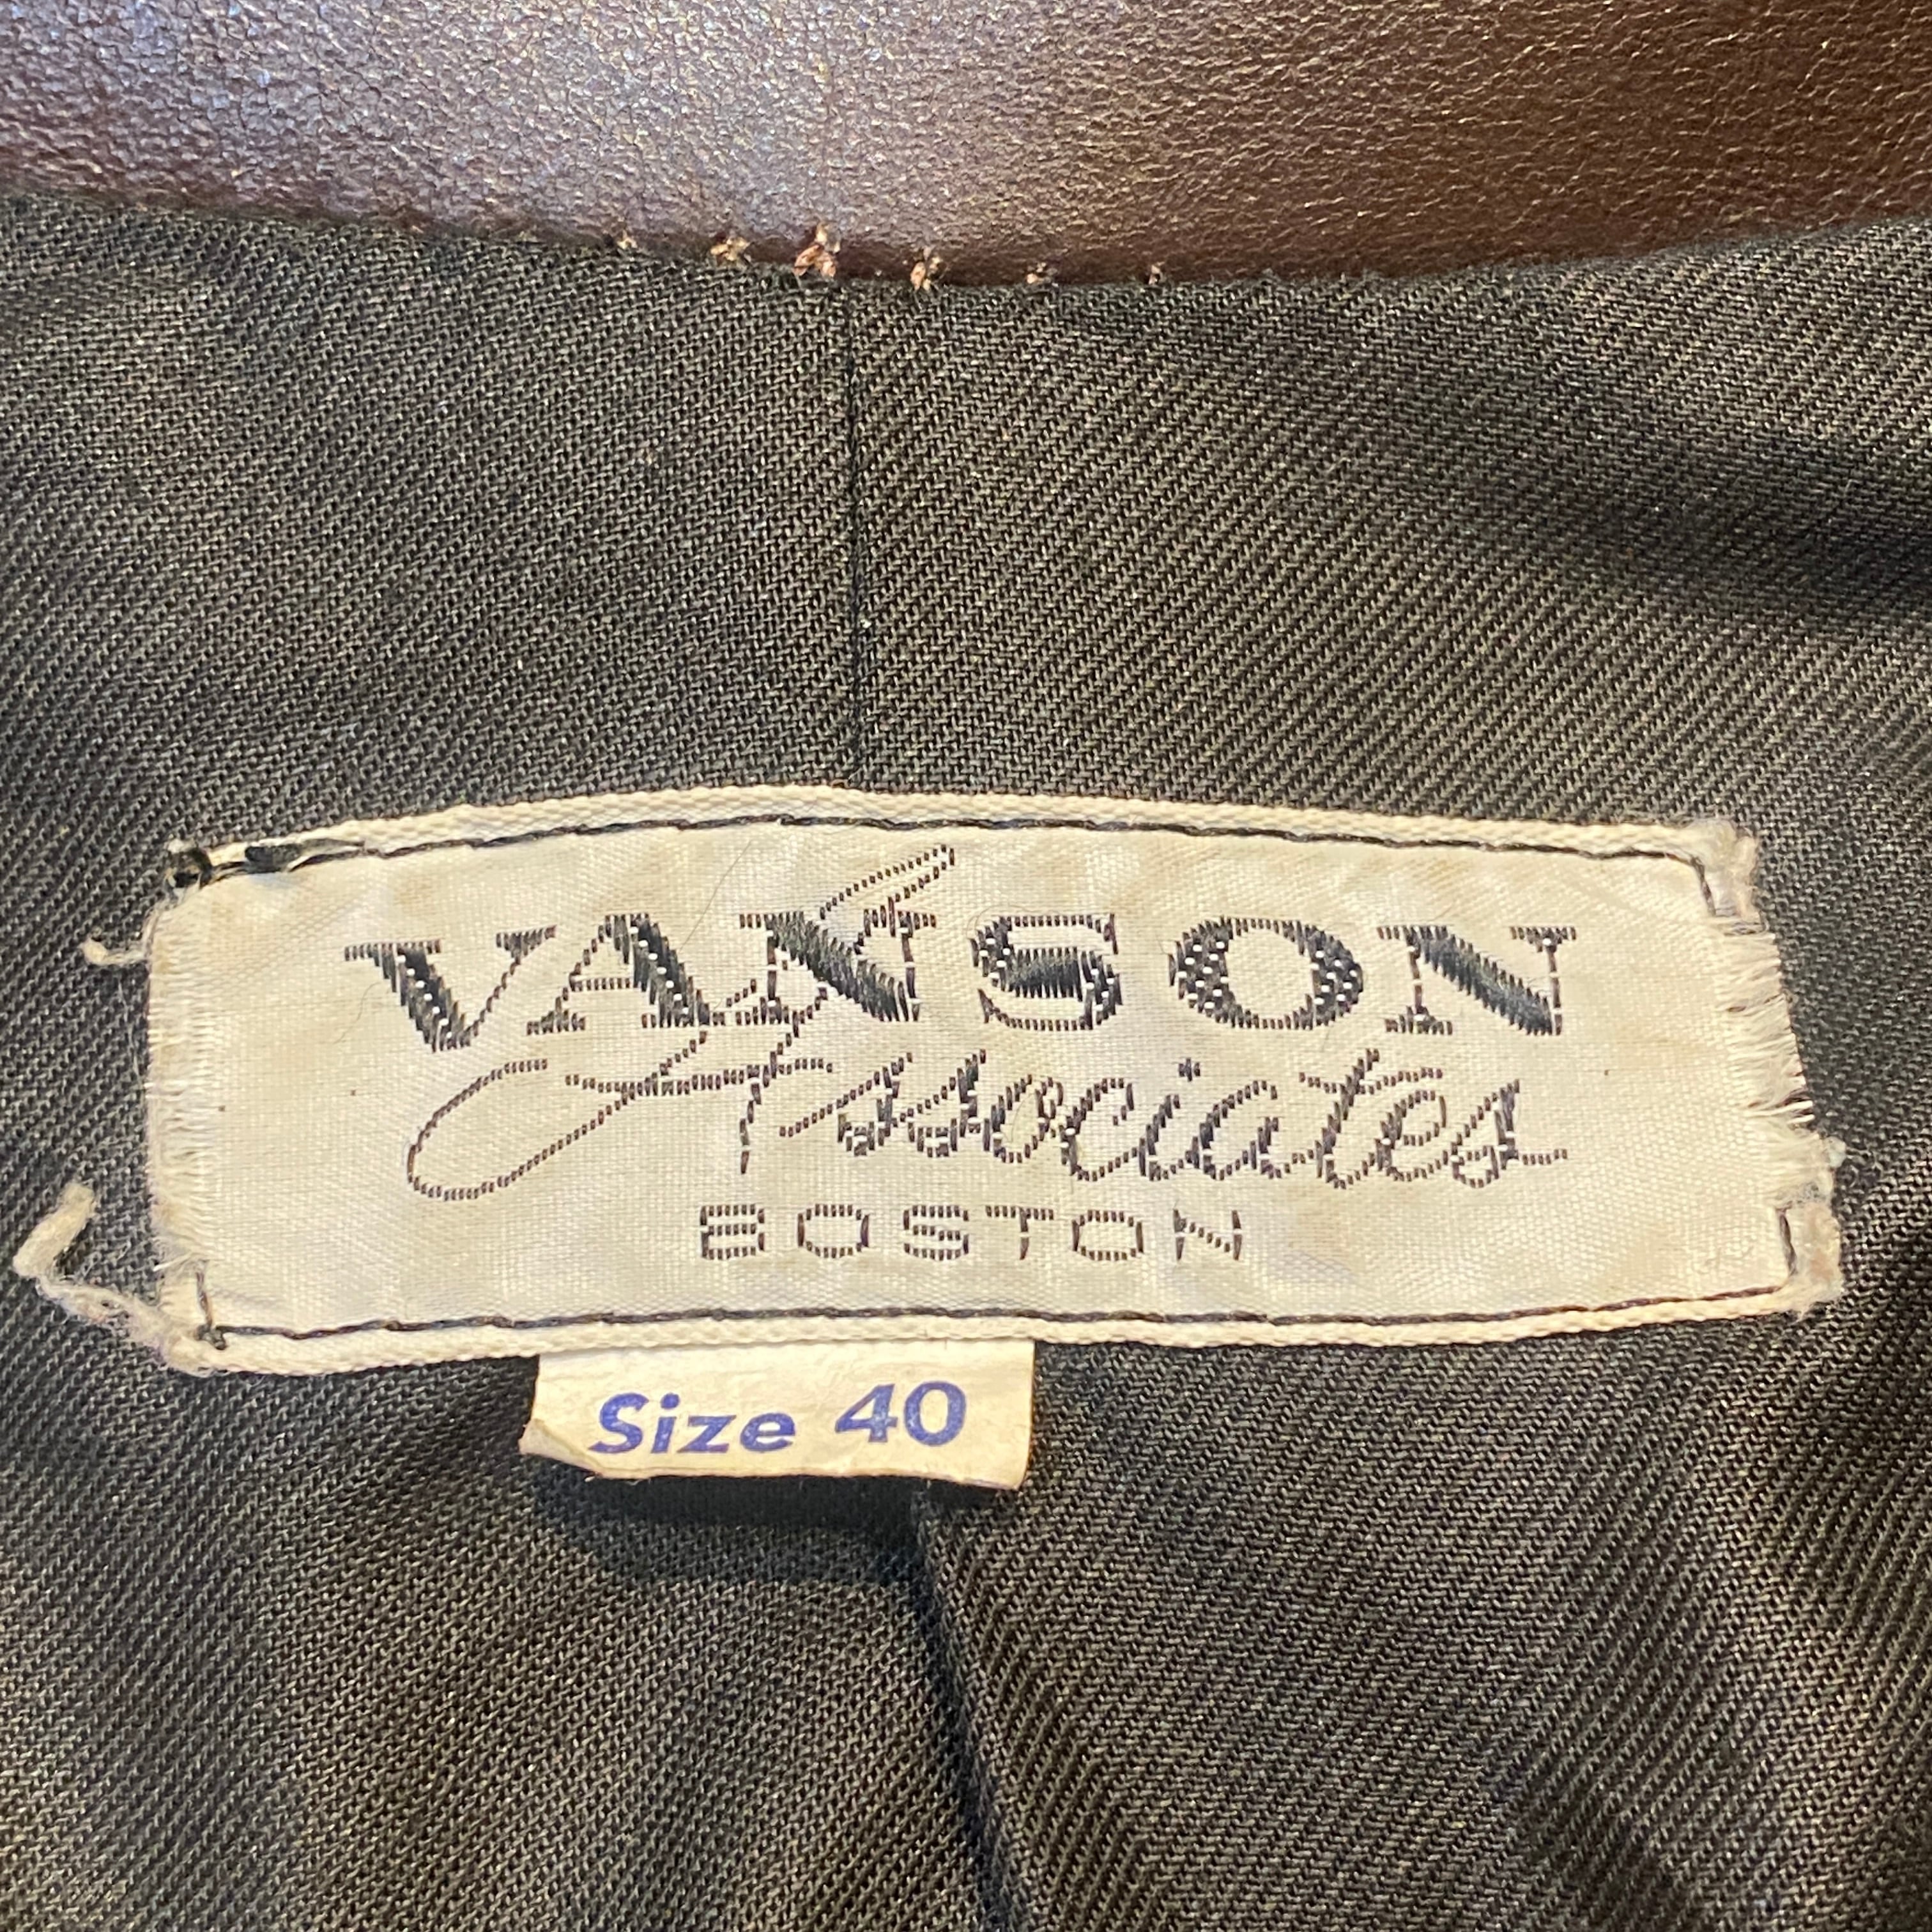 VANSON
Associates
BOSTON
Size 40